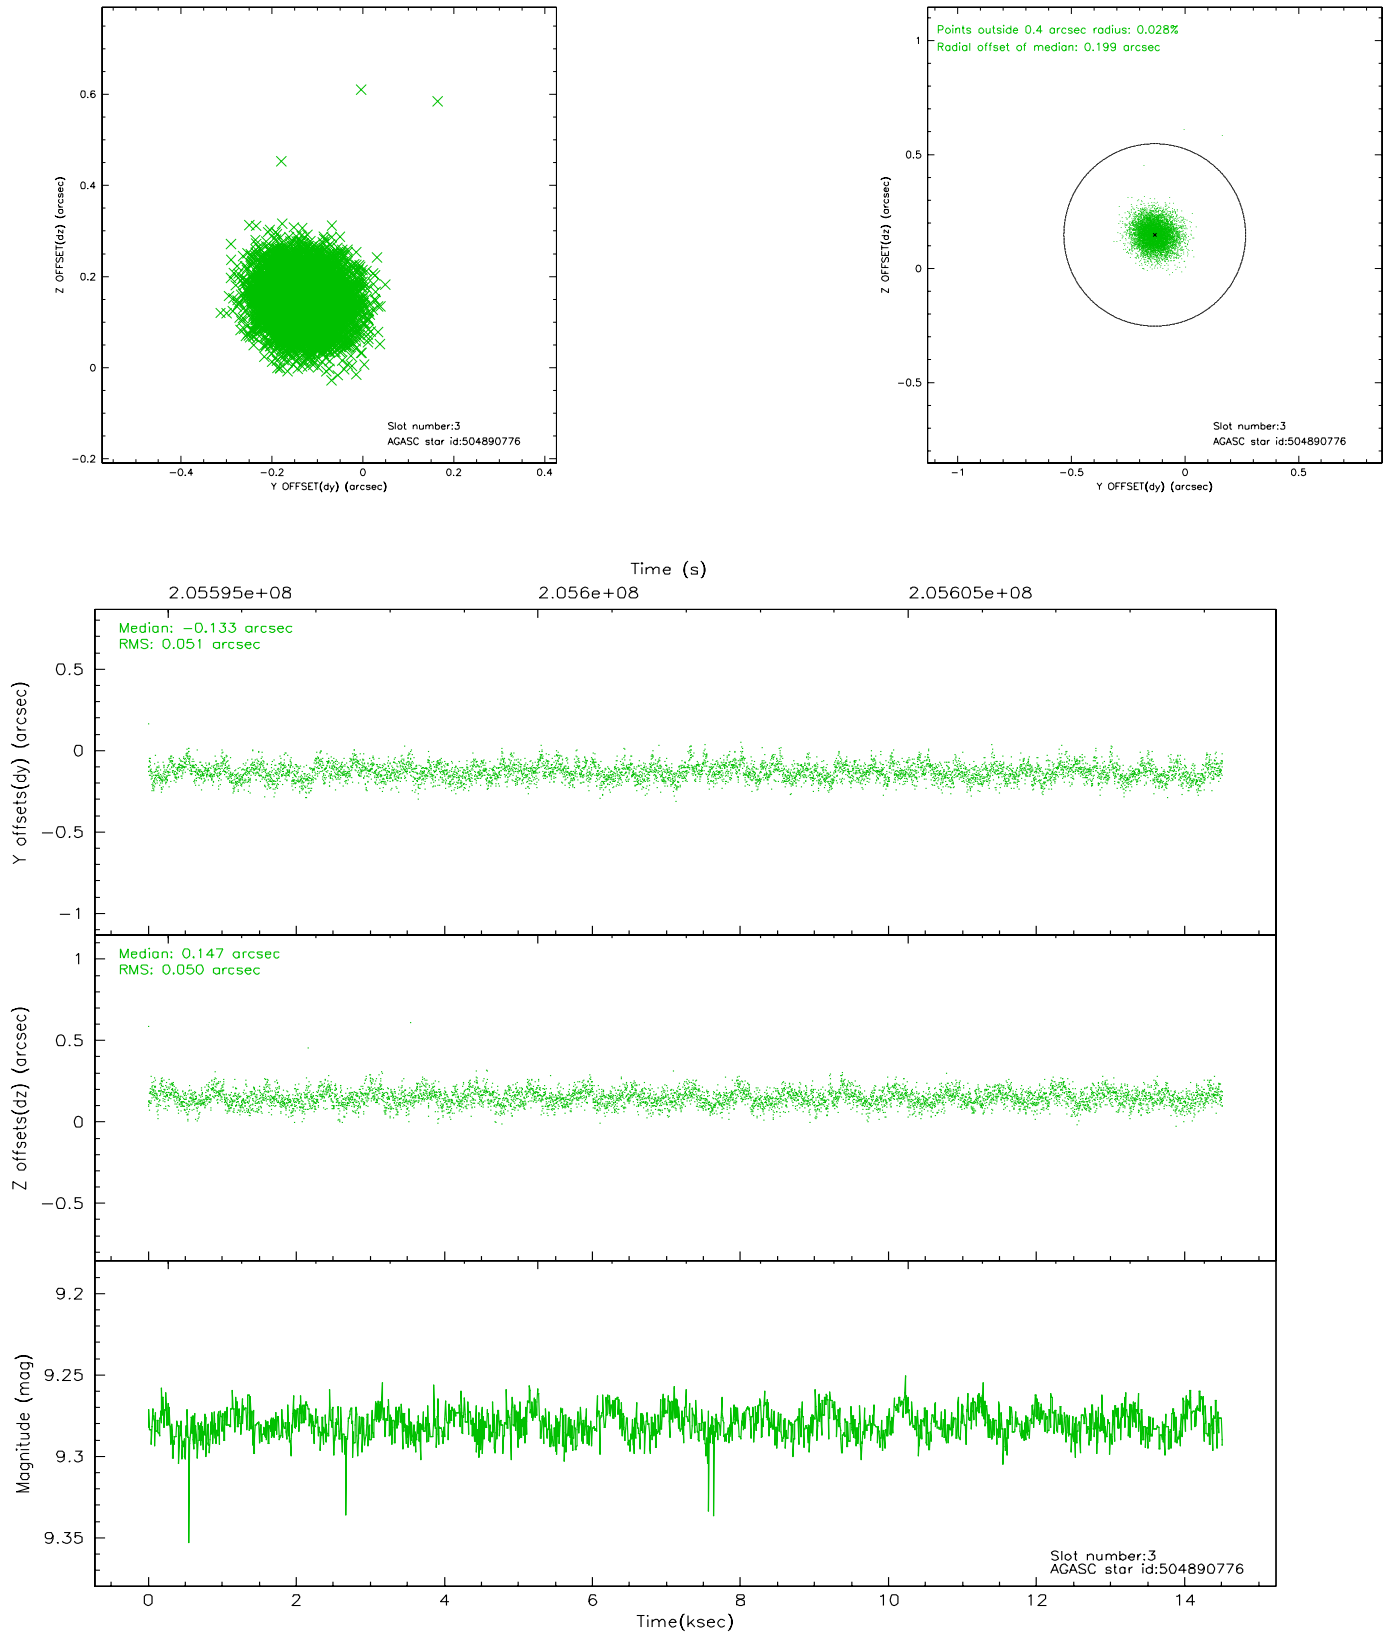 0.6
0.4
0.2
0
−0.2
−0.4
−0.2
0
0.2
0.4
Z OFFSET(dz) (arcsec)
Y OFFSET(dy) (arcsec)
Slot number:3
AGASC star id:504890776
Points outside 0.4 arcsec radius: 0.028%
Radial offset of median: 0.199 arcsec
1
0.5
0
−0.5
−1
−0.5
0
0.5
Z OFFSET(dz) (arcsec)
Y OFFSET(dy) (arcsec)
Slot number:3
AGASC star id:504890776
Time (s)
2.05595e+08
2.056e+08
2.05605e+08
Median: −0.133 arcsec
RMS: 0.051 arcsec
0.5
0
−0.5
−1
Y offsets(dy) (arcsec)
Median: 0.147 arcsec
RMS: 0.050 arcsec
1
0.5
0
−0.5
Z offsets(dz) (arcsec)
9.2
9.25
9.3
9.35
Magnitude (mag)
Slot number:3
AGASC star id:504890776
0
2
4
6
8
10
12
14
Time(ksec)